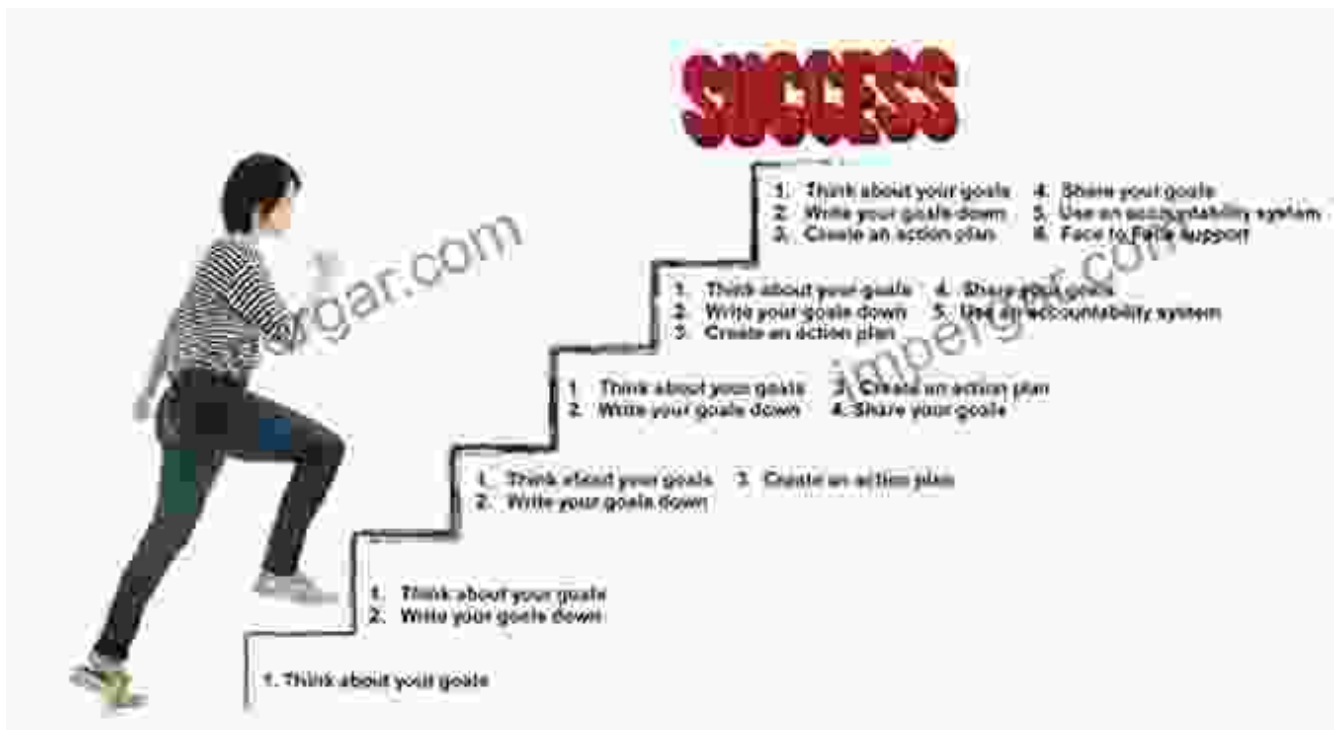 SUCCESS
1. Think about your goals 4. Share your goals
2. Write your goals down 5. Use an accountability system
3. Create an action plan 6. Face to Face support
1. Think about your goals 4. Share your goals
2. Write your goals down 5. Use an accountability system
3. Create an action plan
1 Think about your goals 3. Create an action plan
2. Write your goals down 4. Share your goals
1. Think about your goals 3. Create an action plan
2. Write your goals down
1. Think about your goals
2. Write your goals down
1. Think about your goals
impergar.com
impergar.com